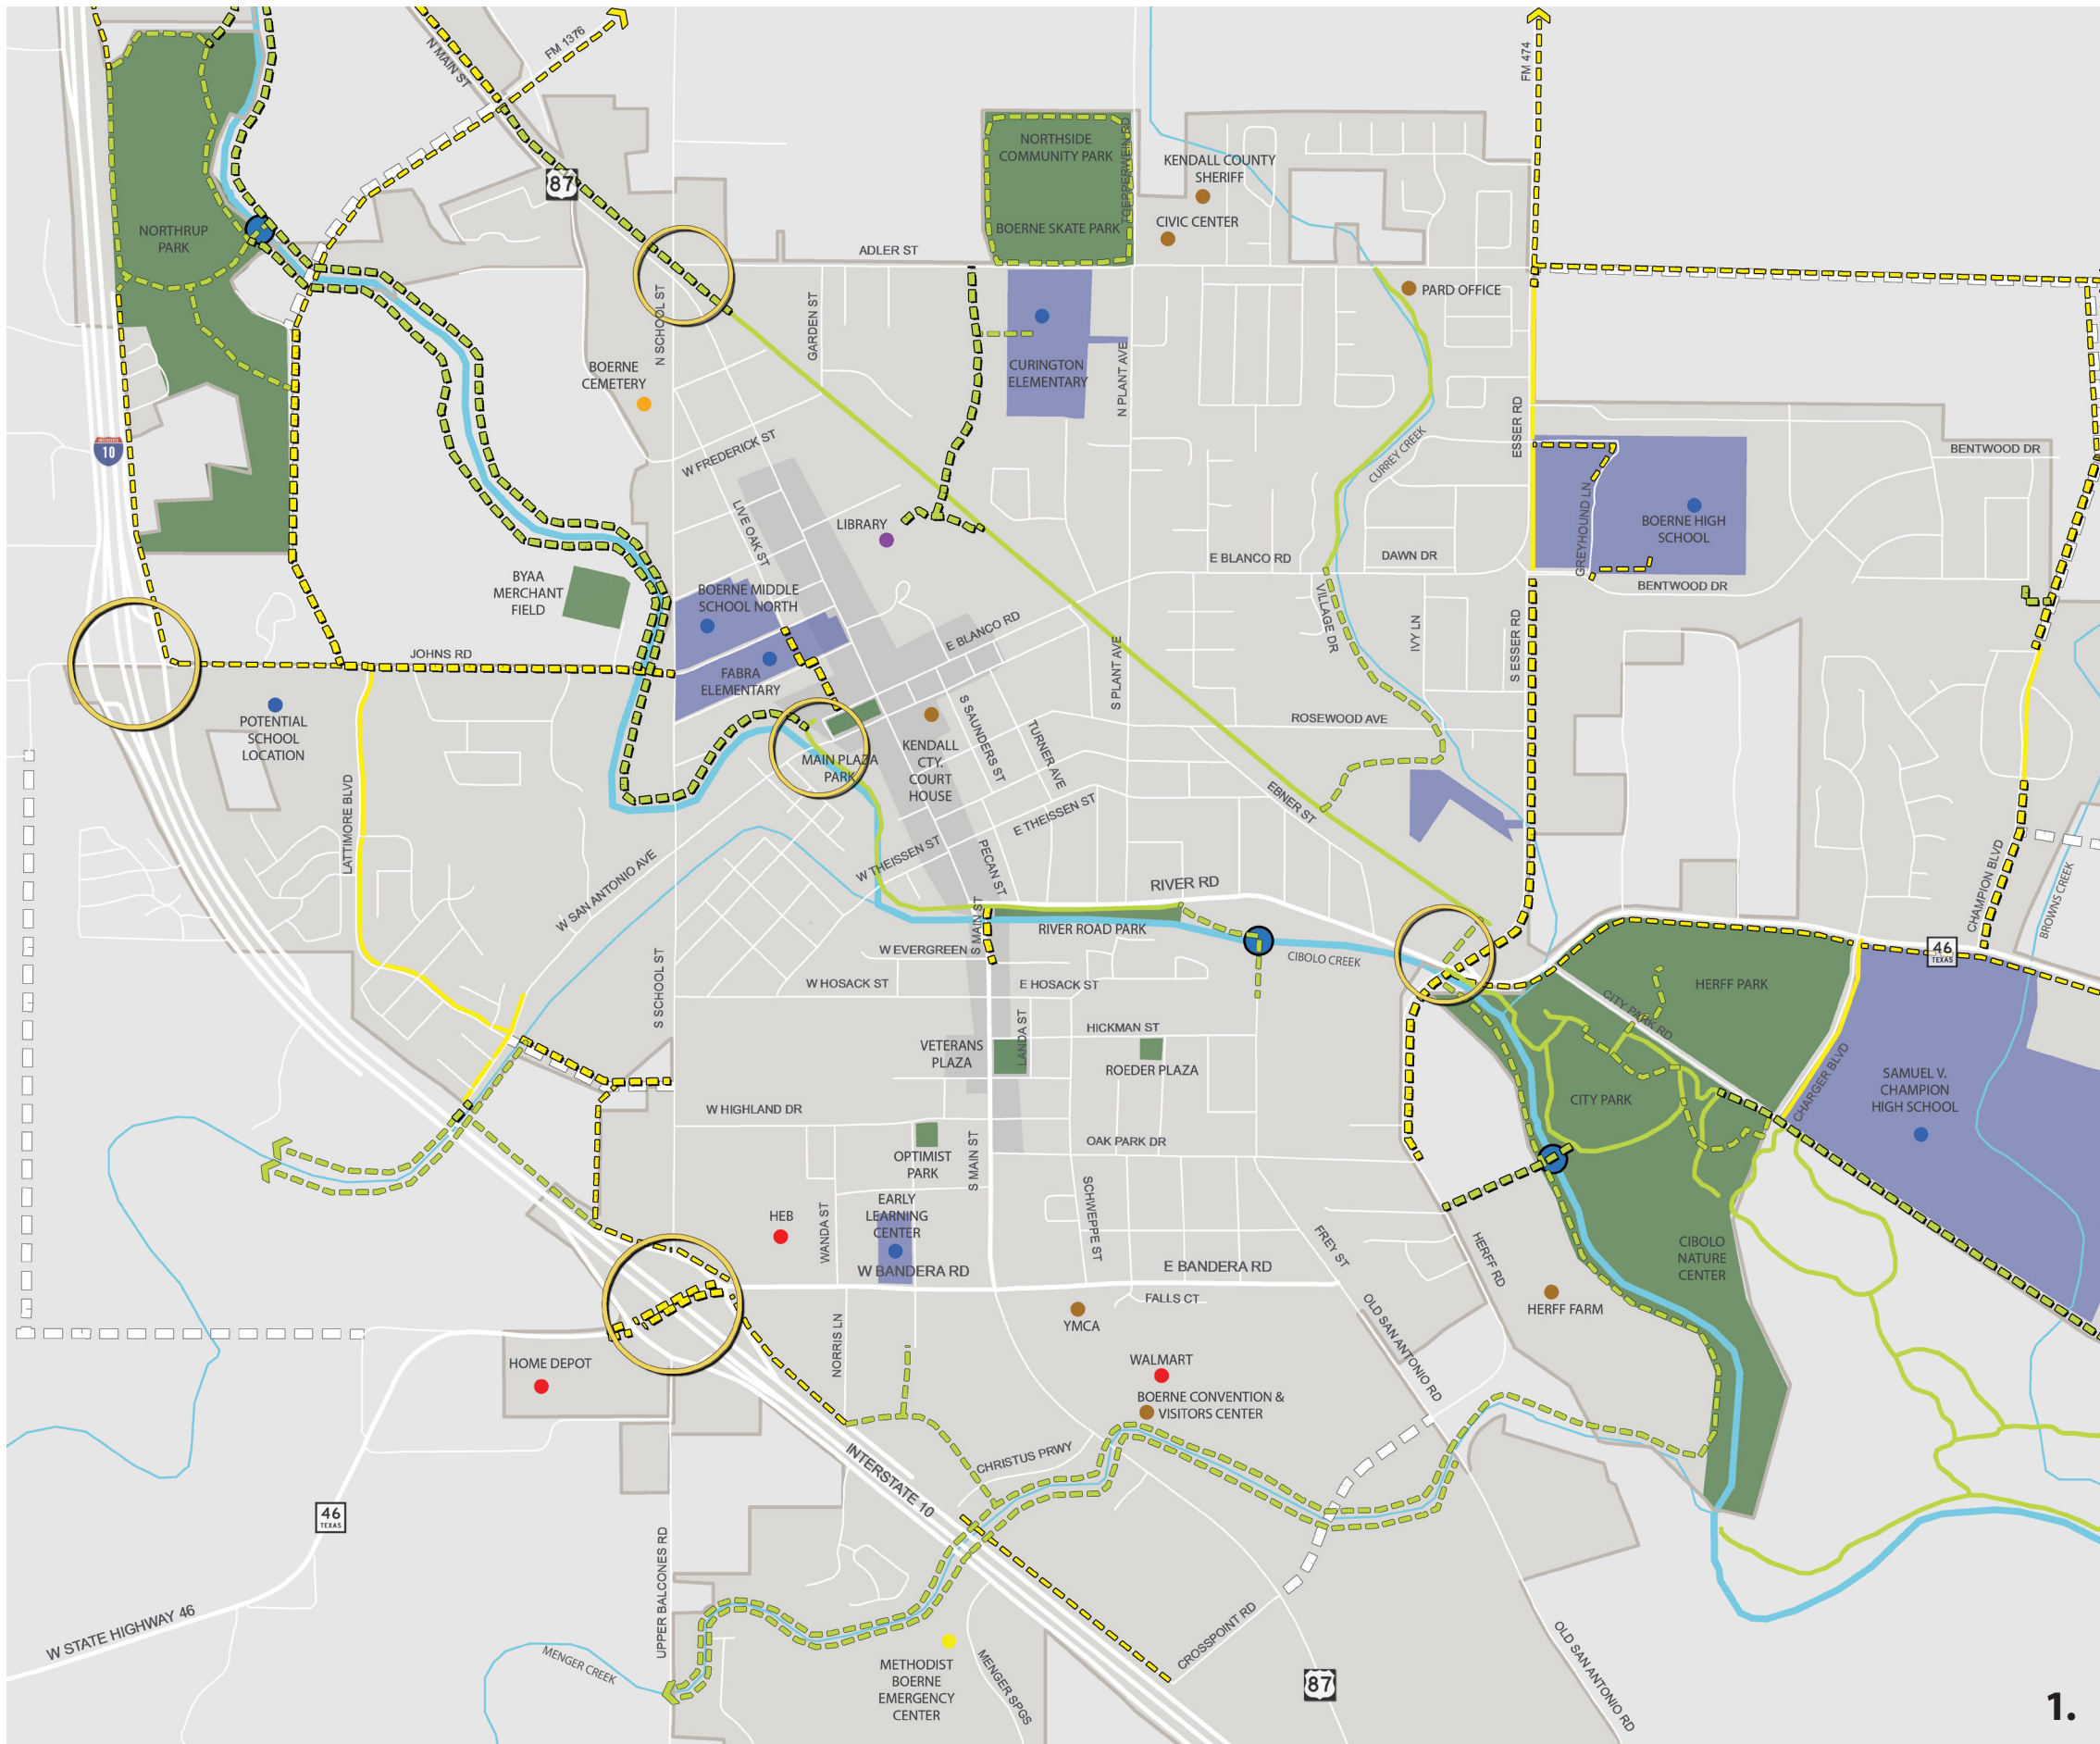 N MAIN ST
FM 1376
FM 474
87
NORTHSIDE
COMMUNITY PARK
TOEPPERWEIN RD
BOERNE SKATE PARK
KENDALL COUNTY
SHERIFF
CIVIC CENTER
NORTHRUP
PARK
ADLER ST
PARD OFFICE
N SCHOOL ST
GARDEN ST
CURINGTON
ELEMENTARY
N PLANT AVE
BOERNE
CEMETERY
ESSER RD
CURREY CREEK
INTERSTATE
10
W FREDERICK ST
BENTWOOD DR
GREYHOUND LN
BOERNE HIGH
SCHOOL
LIVE OAK ST
LIBRARY
E BLANCO RD
DAWN DR
BENTWOOD DR
BYAA
MERCHANT
FIELD
BOERNE MIDDLE
SCHOOL NORTH
VILLAGE DR
IVY LN
S ESSER RD
E BLANCO RD
JOHNS RD
FABRA
ELEMENTARY
S PLANT AVE
POTENTIAL
SCHOOL
LOCATION
S SAUNDERS ST
TURNER AVE
ROSEWOOD AVE
MAIN PLAZA
PARK
KENDALL
CTY.
COURT
HOUSE
EBNER ST
LATTIMORE BLVD
E THEISSEN ST
W THEISSEN ST
PECAN ST
W SAN ANTONIO AVE
RIVER RD
CHAMPION BLVD
BROWNS CREEK
S MAIN ST
RIVER ROAD PARK
W EVERGREEN
CIBOLO CREEK
46
TEXAS
S SCHOOL ST
W HOSACK ST
E HOSACK ST
HERFF PARK
CITY PARK RD
HICKMAN ST
LANDA ST
VETERANS
PLAZA
ROEDER PLAZA
CITY PARK
CHARGER BLVD
SAMUEL V.
CHAMPION
HIGH SCHOOL
W HIGHLAND DR
OAK PARK DR
OPTIMIST
PARK
S MAIN ST
SCHWEPPE ST
EARLY
LEARNING
CENTER
HEB
WANDA ST
FREY ST
HERFF RD
CIBOLO
NATURE
CENTER
W BANDERA RD
E BANDERA RD
FALLS CT
HERFF FARM
YMCA
OLD SAN ANTONIO RD
NORRIS LN
HOME DEPOT
WALMART
BOERNE CONVENTION &
VISITORS CENTER
INTERSTATE 10
CHRISTUS PRWY
46
TEXAS
UPPER BALCONES RD
W STATE HIGHWAY 46
CROSSPOINT RD
OLD SAN ANTONIO RD
MENGER CREEK
METHODIST
BOERNE
EMERGENCY
CENTER
MENGER SPGS
87
1.